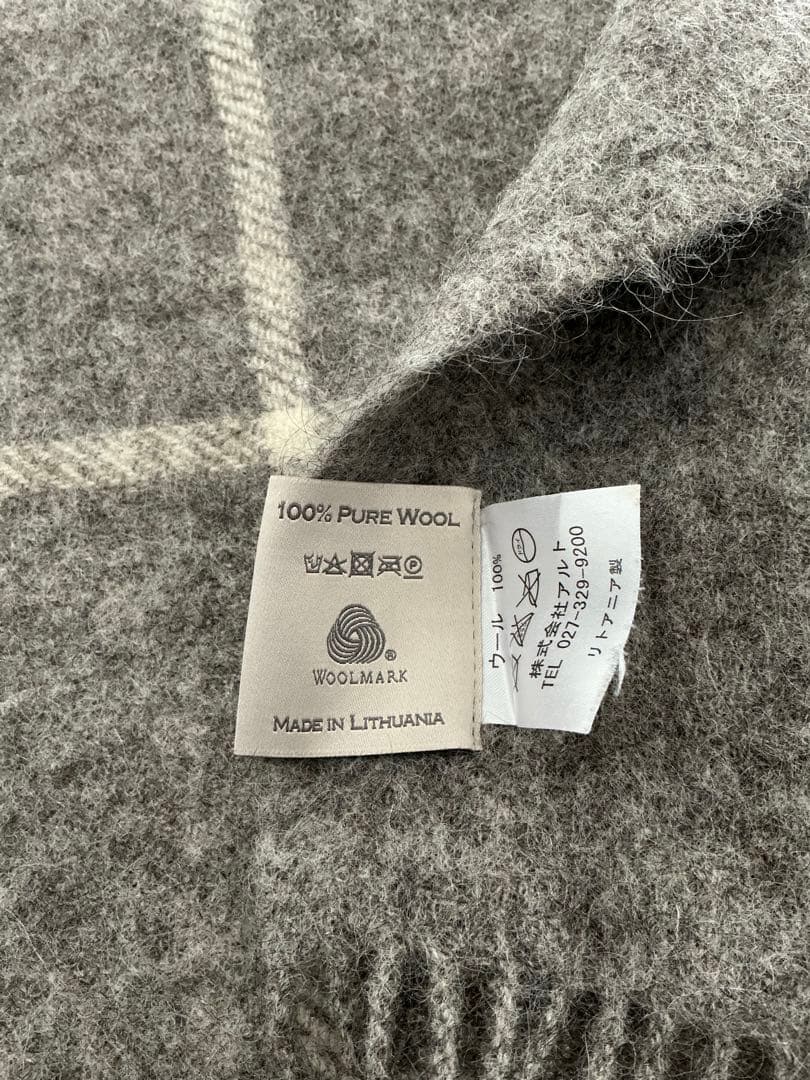 100% PURE WOOL
P
®
WOOLMARK
MADE IN LITHUANIA
ウール 100%
株式会社アルト
TEL 027-329-9200
リトアニア製